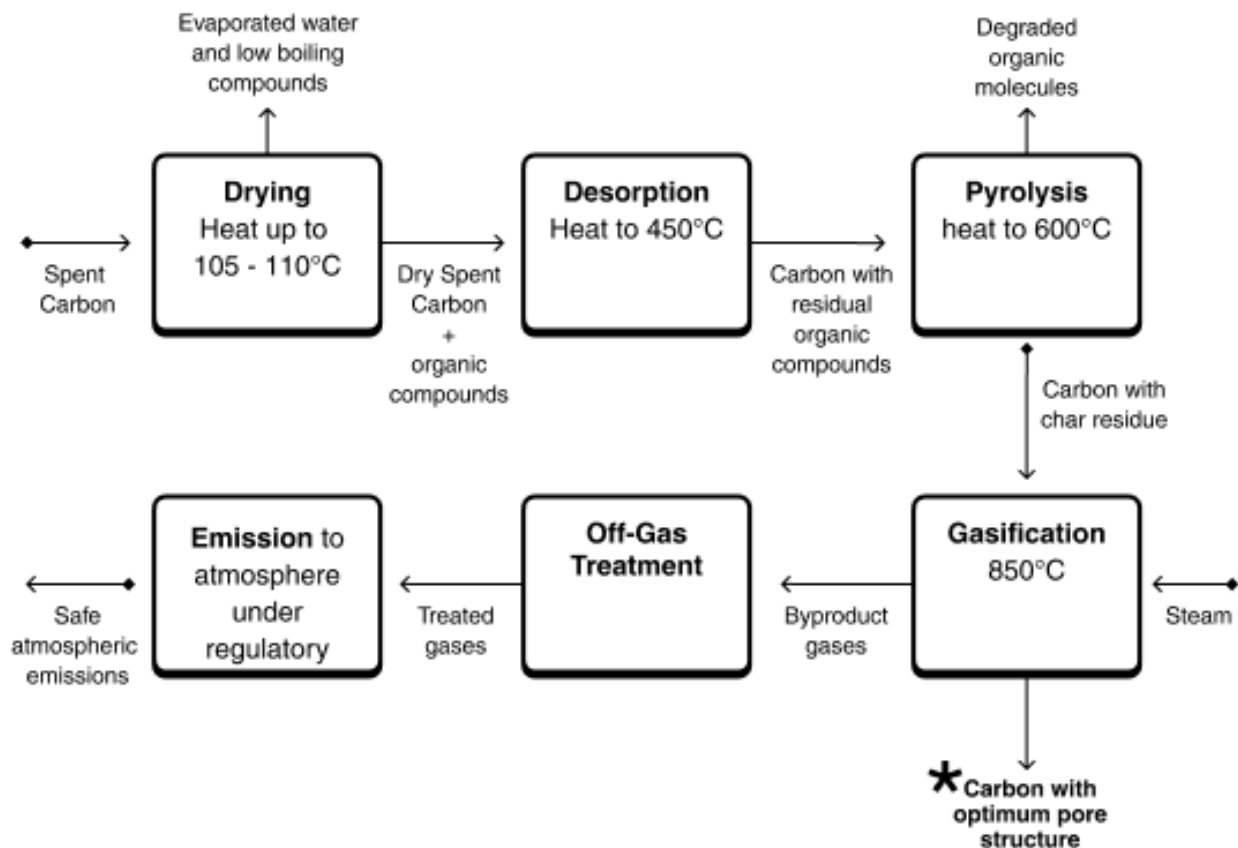 Evaporated water
and low boiling
compounds
Degraded
organic
molecules
Drying
Heat up to
105 - 110°C
Desorption
Heat to 450°C
Pyrolysis
heat to 600°C
Spent
Carbon
Dry Spent
Carbon
+
organic
compounds
Carbon with
residual
organic
compounds
Carbon with
char residue
Emission to
atmosphere
under
regulatory
Off-Gas
Treatment
Gasification
850°C
Safe
atmospheric
emissions
Treated
gases
Byproduct
gases
Steam
*Carbon with
optimum pore
structure